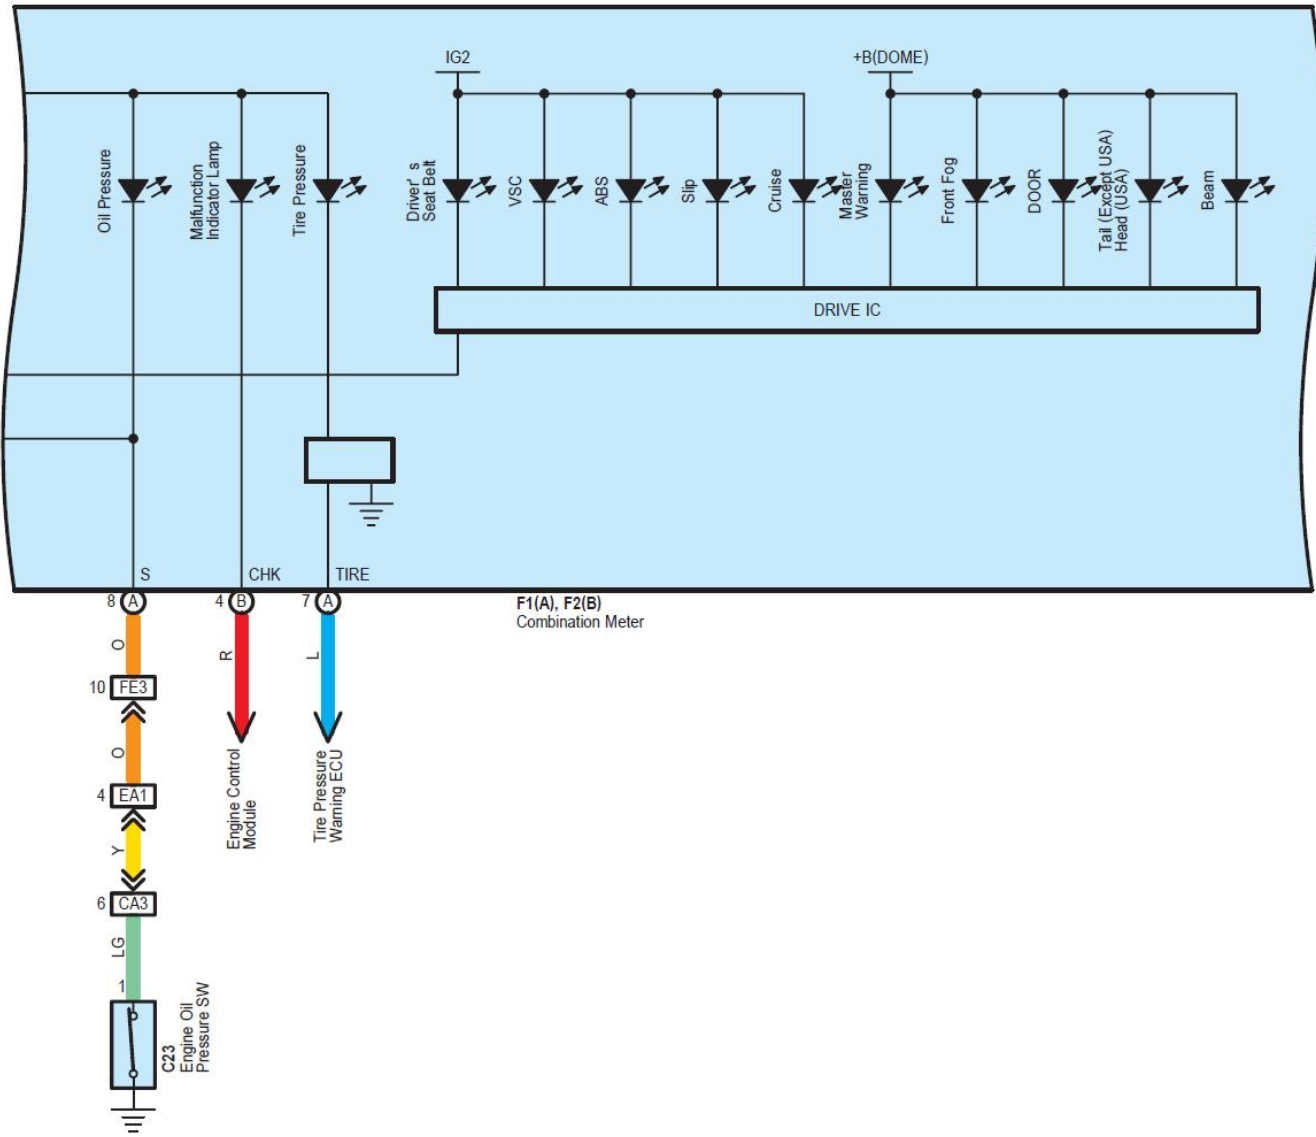 IG2
+B(DOME)
Oil Pressure
Malfunction
Indicator Lamp
Tire Pressure
Driver' s
Seat Belt
VSC
ABS
Slip
Cruise
Master
Warning
Front Fog
DOOR
Tail (Except USA)
Head (USA)
Beam
DRIVE IC
S
CHK
TIRE
8 A
4 B
7 A
F1(A), F2(B)
Combination Meter
O
R
L
10 FE3
O
Engine Control
Module
Tire Pressure
Warning ECU
4 EA1
Y
6 CA3
LG
1
C23
Engine Oil
Pressure SW